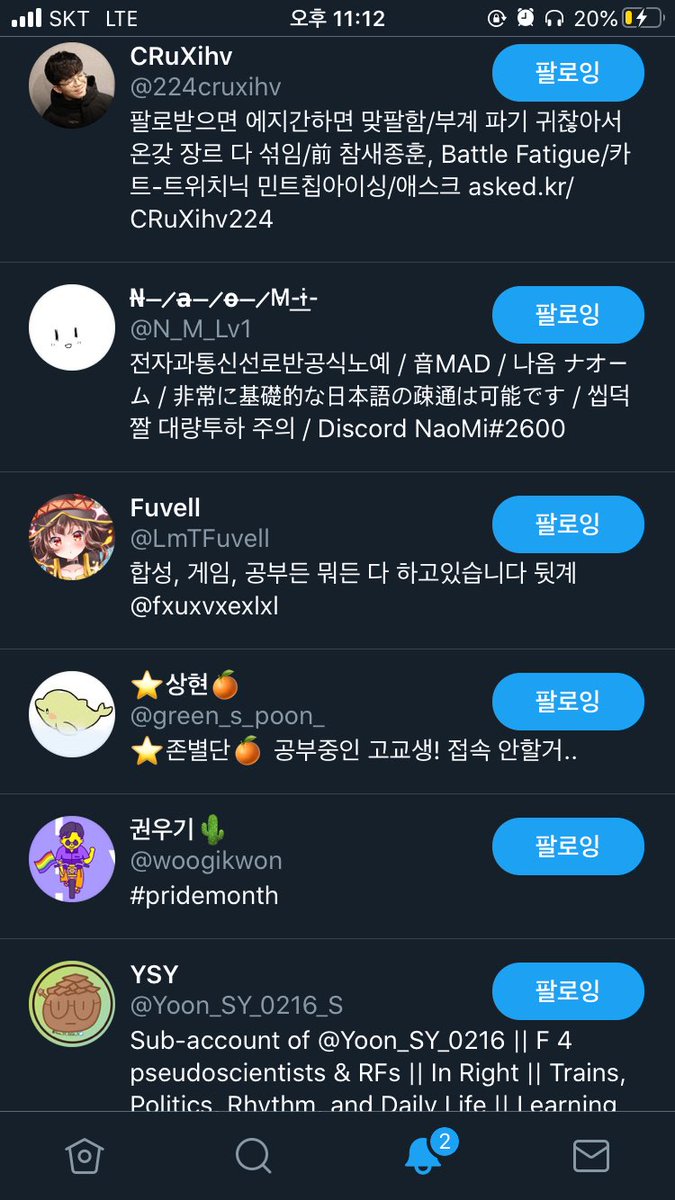 SKT LTE 오후 11:12 20%
CRuXihv
팔로잉
@224cruxihv
팔로받으면 에지간하면 맞팔함/부계 파기 귀찮아서
온갖 장르 다 섞임/前 참새종훈, Battle Fatigue/카
트-트위치닉 민트칩아이싱/애스크 asked.kr/
CRuXihv224
N̶–̷/a̶–̷/o̶–̷/M̶-i̶-
팔로잉
@N_M_Lv1
전자과통신선로반공식노예 / 音MAD / 나옴 ナオー
ム / 非常に基礎的な日本語の疎通は可能です / 씹덕
짤 대량투하 주의 / Discord NaoMi#2600
Fuvell
팔로잉
@LmTFuvell
합성, 게임, 공부든 뭐든 다 하고있습니다 뒷계
@fxuxvxexlxl
⭐상현🍊
팔로잉
@green_s_poon_
⭐존별단🍊 공부중인 고교생! 접속 안할거..
권우기🌵
팔로잉
@woogikwon
#pridemonth
YSY
팔로잉
@Yoon_SY_0216_S
Sub-account of @Yoon_SY_0216 || F 4
pseudoscientists & RFs || In Right || Trains,
Politics, Rhythm, and Daily Life || Learning
2